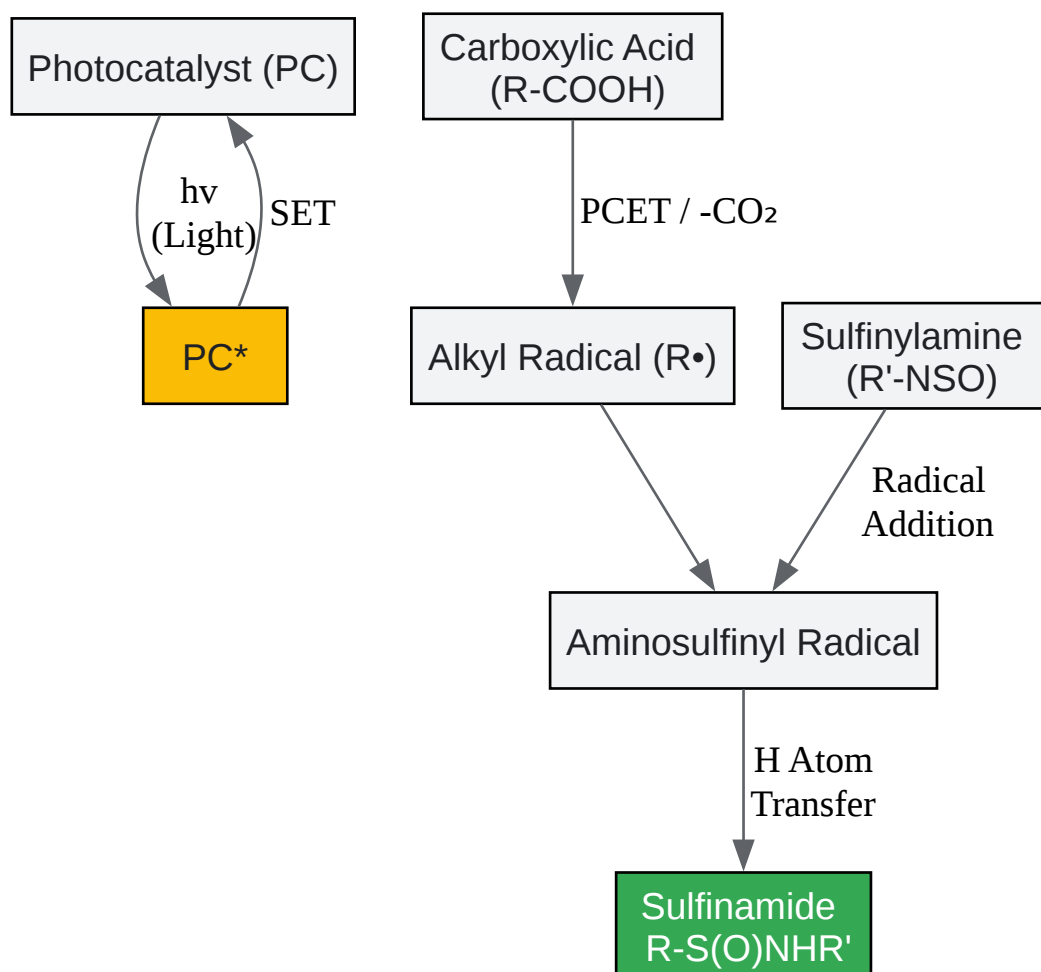 Photocatalyst (PC)
Carboxylic Acid
(R-COOH)
hv
(Light)
SET
PCET / -CO₂
PC*
Alkyl Radical (R•)
Sulfinylamine
(R'-NSO)
Radical
Addition
Aminosulfinyl Radical
H Atom
Transfer
Sulfinamide
R-S(O)NHR'